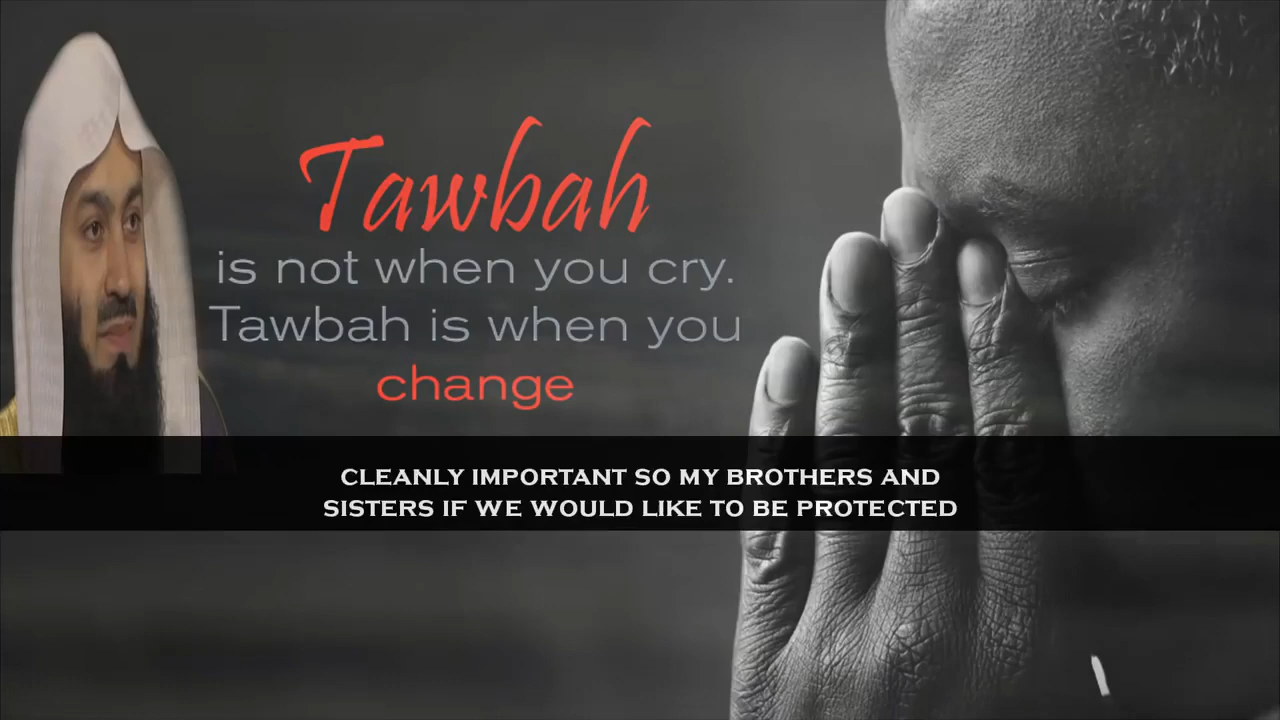 Tawbah
is not when you cry.
Tawbah is when you
change
CLEANLY IMPORTANT SO MY BROTHERS AND
SISTERS IF WE WOULD LIKE TO BE PROTECTED